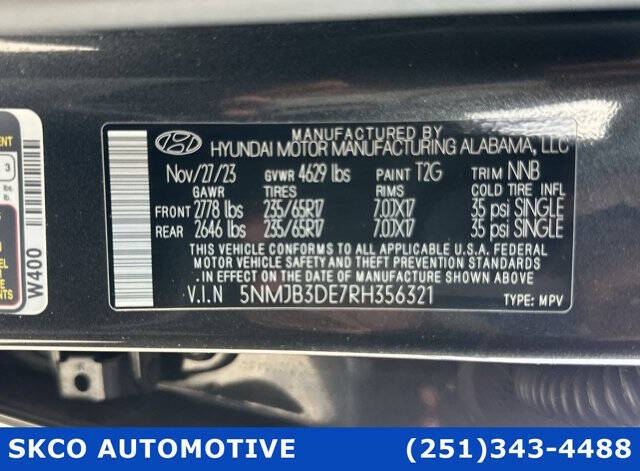 MANUFACTURED BY
HYUNDAI MOTOR MANUFACTURING ALABAMA, LLC
Nov/27/23 GVWR 4629 lbs PAINT T2G TRIM NNB
GAWR TIRES RIMS COLD TIRE INFL
FRONT 2778 lbs 235/65R17 7.0JX17 35 psi SINGLE
REAR 2646 lbs 235/65R17 7.0JX17 35 psi SINGLE
THIS VEHICLE CONFORMS TO ALL APPLICABLE U.S.A. FEDERAL
MOTOR VEHICLE SAFETY, BUMPER, AND THEFT PREVENTION
STANDARDS IN EFFECT ON THE DATE OF MANUFACTURE SHOWN ABOVE.
V.I.N 5NMJB3DE7RH356321 TYPE: MPV
W400
3
SKCO AUTOMOTIVE (251)343-4488